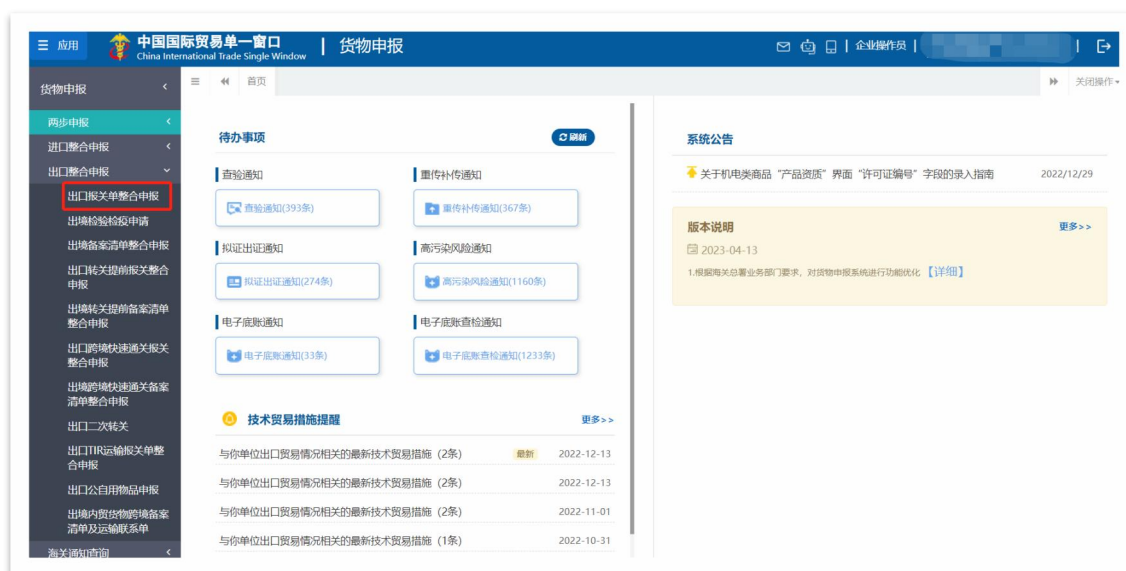 应用
中国国际贸易单一窗口
China International Trade Single Window
货物申报
企业操作员
货物申报
首页
关闭操作
两步申报
进口整合申报
出口整合申报
出口报关单整合申报
出境检验检疫申请
出境备案清单整合申报
出口转关提前报关整合
申报
出境转关提前备案清单
整合申报
出口跨境快速通关报关
整合申报
出境跨境快速通关备案
清单整合申报
出口二次转关
出口TIR运输报关单整
合申报
出口公自用物品申报
出境内贸货物跨境备案
清单及运输联系单
海关通知查询
待办事项
刷新
查验通知
重传补传通知
查验通知(393条)
重传补传通知(367条)
拟证出证通知
高污染风险通知
拟证出证通知(274条)
高污染风险通知(1160条)
电子底账通知
电子底账查检通知
电子底账通知(33条)
电子底账查检通知(1233条)
技术贸易措施提醒
更多>>
与你单位出口贸易情况相关的最新技术贸易措施（2条） 最新 2022-12-13
与你单位出口贸易情况相关的最新技术贸易措施（2条） 2022-12-13
与你单位出口贸易情况相关的最新技术贸易措施（2条） 2022-11-01
与你单位出口贸易情况相关的最新技术贸易措施（1条） 2022-10-31
系统公告
关于机电类商品“产品资质”界面“许可证编号”字段的录入指南 2022/12/29
版本说明
更多>>
2023-04-13
1.根据海关总署业务部门要求，对货物申报系统进行功能优化【详细】